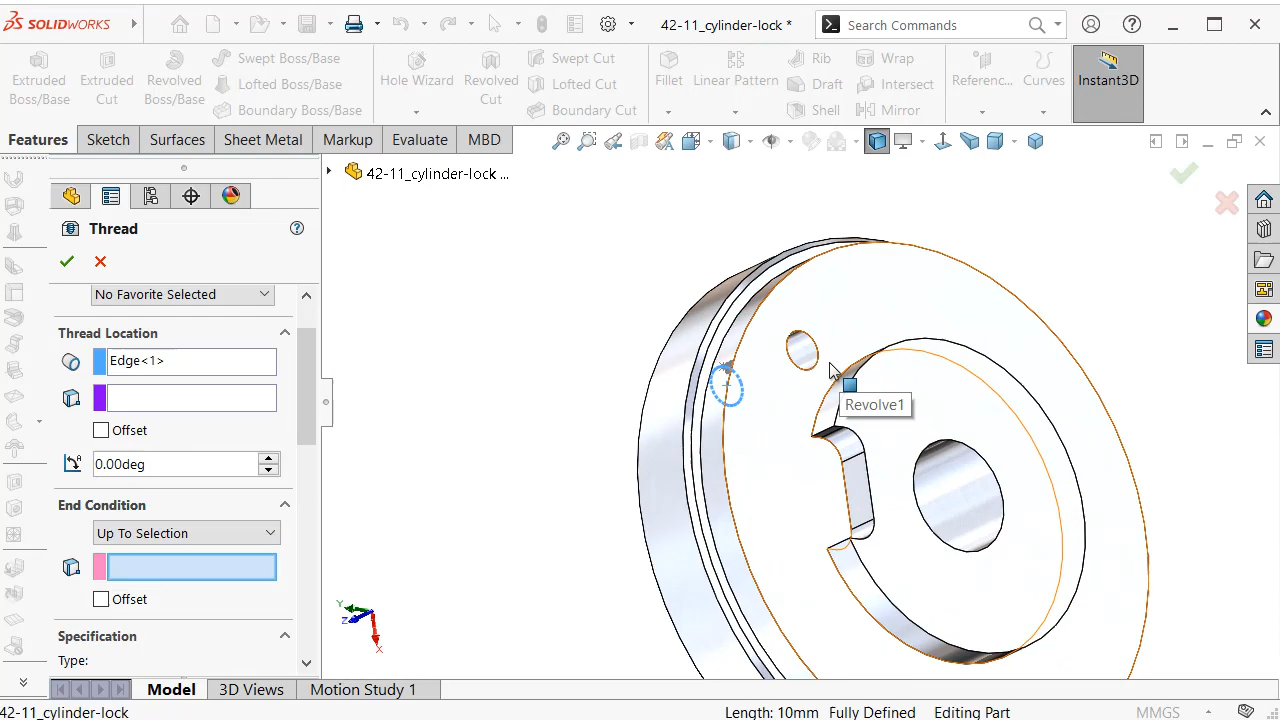 SOLIDWORKS
42-11_cylinder-lock *
Search Commands
Extruded Boss/Base
Extruded Cut
Revolved Boss/Base
Swept Boss/Base
Lofted Boss/Base
Boundary Boss/Base
Hole Wizard
Revolved Cut
Swept Cut
Lofted Cut
Boundary Cut
Fillet
Linear Pattern
Rib
Draft
Shell
Wrap
Intersect
Mirror
Referenc...
Curves
Instant3D
Features
Sketch
Surfaces
Sheet Metal
Markup
Evaluate
MBD
42-11_cylinder-lock ...
Thread
No Favorite Selected
Thread Location
Edge<1>
Offset
0.00deg
End Condition
Up To Selection
Offset
Specification
Type:
Revolve1
Y
Z
X
Model
3D Views
Motion Study 1
42-11_cylinder-lock
Length: 10mm
Fully Defined
Editing Part
MMGS